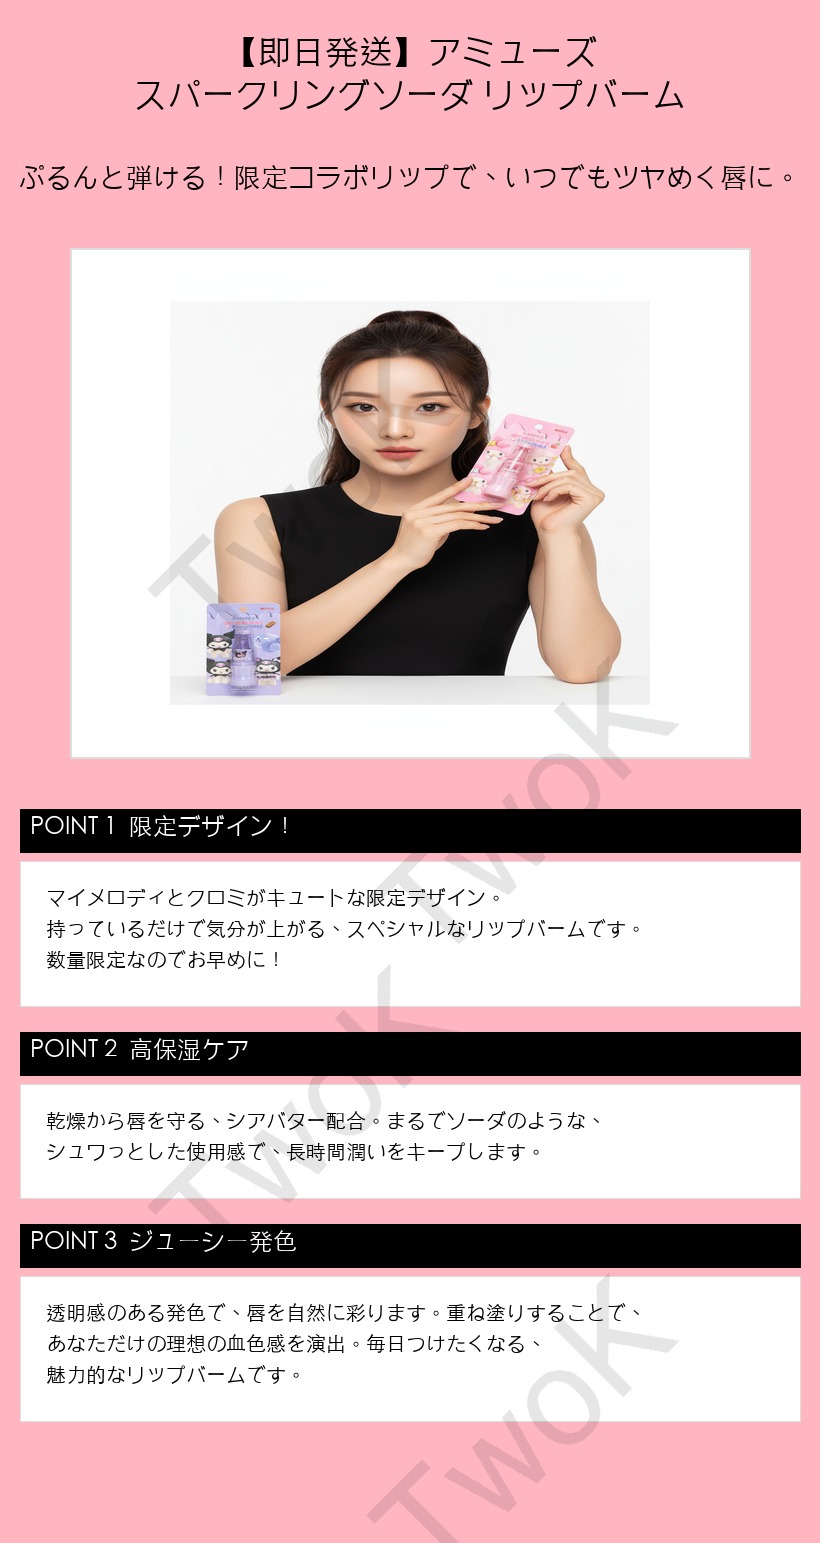 【即日発送】アミューズ
スパークリングソーダ リップバーム
ぷるんと弾ける！限定コラボリップで、いつでもツヤめく唇に。
TwoK
TwoK
POINT 1 限定デザイン！
マイメロディとクロミがキュートな限定デザイン。
持っているだけで気分が上がる、スペシャルなリップバームです。
数量限定なのでお早めに！
TwoK
POINT 2 高保湿ケア
乾燥から唇を守る、シアバター配合。まるでソーダのような、
シュワっとした使用感で、長時間潤いをキープします。
POINT 3 ジューシー発色
透明感のある発色で、唇を自然に彩ります。重ね塗りすることで、
あなただけの理想の血色感を演出。毎日つけたくなる、
魅力的なリップバームです。
TwoK